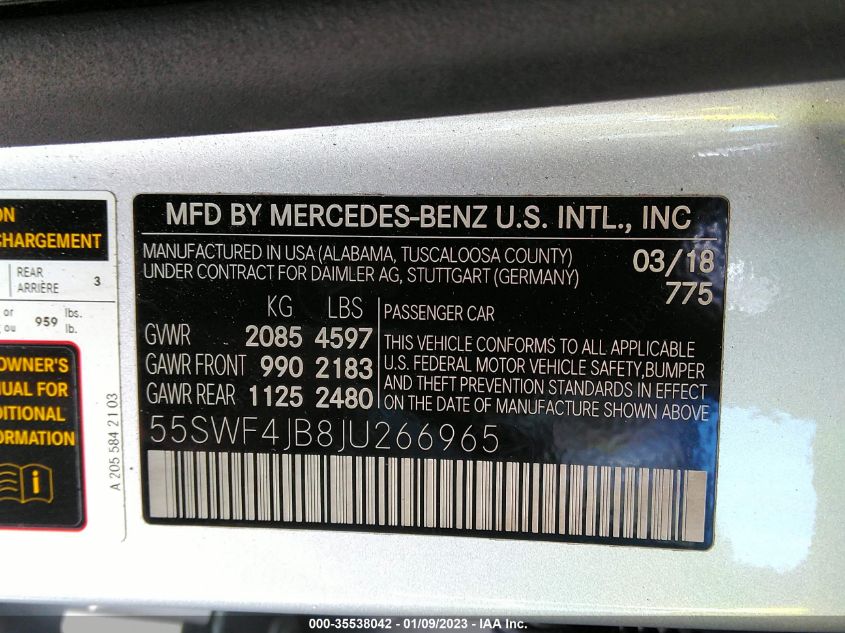 ON
CHARGEMENT
REAR
ARRIÈRE 3
or
ou 959 lbs.
lb.
OWNER'S
NUAL FOR
DITIONAL
ORMATION
A 205 584 21 03
MFD BY MERCEDES-BENZ U.S. INTL., INC
MANUFACTURED IN USA (ALABAMA, TUSCALOOSA COUNTY) 03/18
UNDER CONTRACT FOR DAIMLER AG, STUTTGART (GERMANY) 775
KG LBS
GVWR 2085 4597
GAWR FRONT 990 2183
GAWR REAR 1125 2480
PASSENGER CAR
THIS VEHICLE CONFORMS TO ALL APPLICABLE
U.S. FEDERAL MOTOR VEHICLE SAFETY, BUMPER
AND THEFT PREVENTION STANDARDS IN EFFECT
ON THE DATE OF MANUFACTURE SHOWN ABOVE
55SWF4JB8JU266965
000-35538042 - 01/09/2023 - IAA Inc.